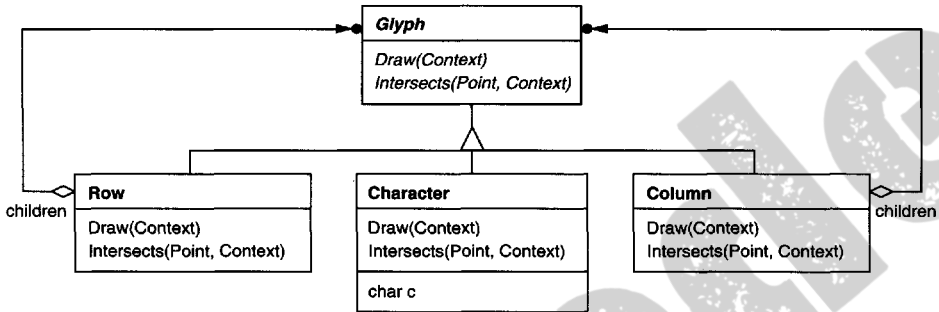 Glyph
Draw(Context)
Intersects(Point, Context)
Row
Draw(Context)
Intersects(Point, Context)
children
Character
Draw(Context)
Intersects(Point, Context)
char c
Column
Draw(Context)
Intersects(Point, Context)
children